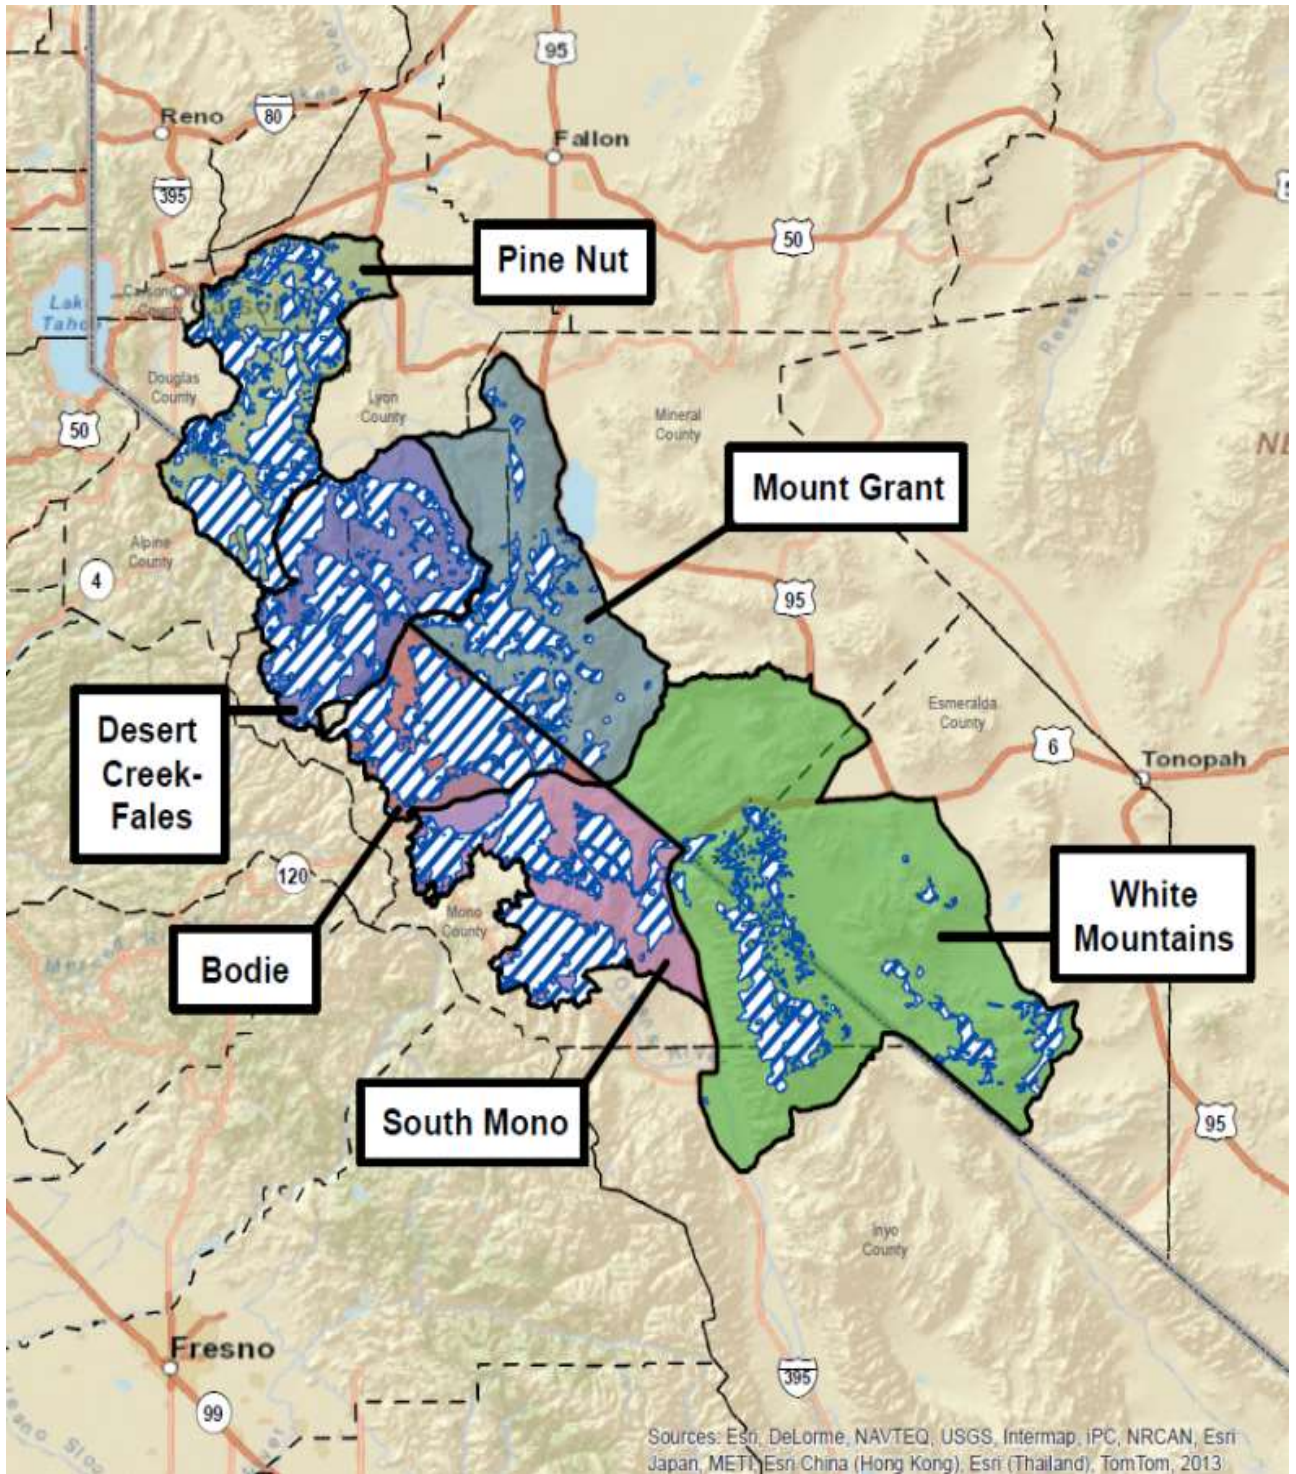 95
Reno
80
Fallon
395
50
Pine Nut
Reese River
Lake
Tahoe
Douglas
County
Lyon
County
Mineral
County
50
Mount Grant
Alpine
County
4
95
Esmeralda
County
6
Tonopah
Desert
Creek-
Fales
120
Mono
County
White
Mountains
Bodie
South Mono
95
Inyo
County
Fresno
395
99
Sources: Esri, DeLorme, NAVTEQ, USGS, Intermap, iPC, NRCAN, Esri
Japan, METI, Esri China (Hong Kong), Esri (Thailand), TomTom, 2013